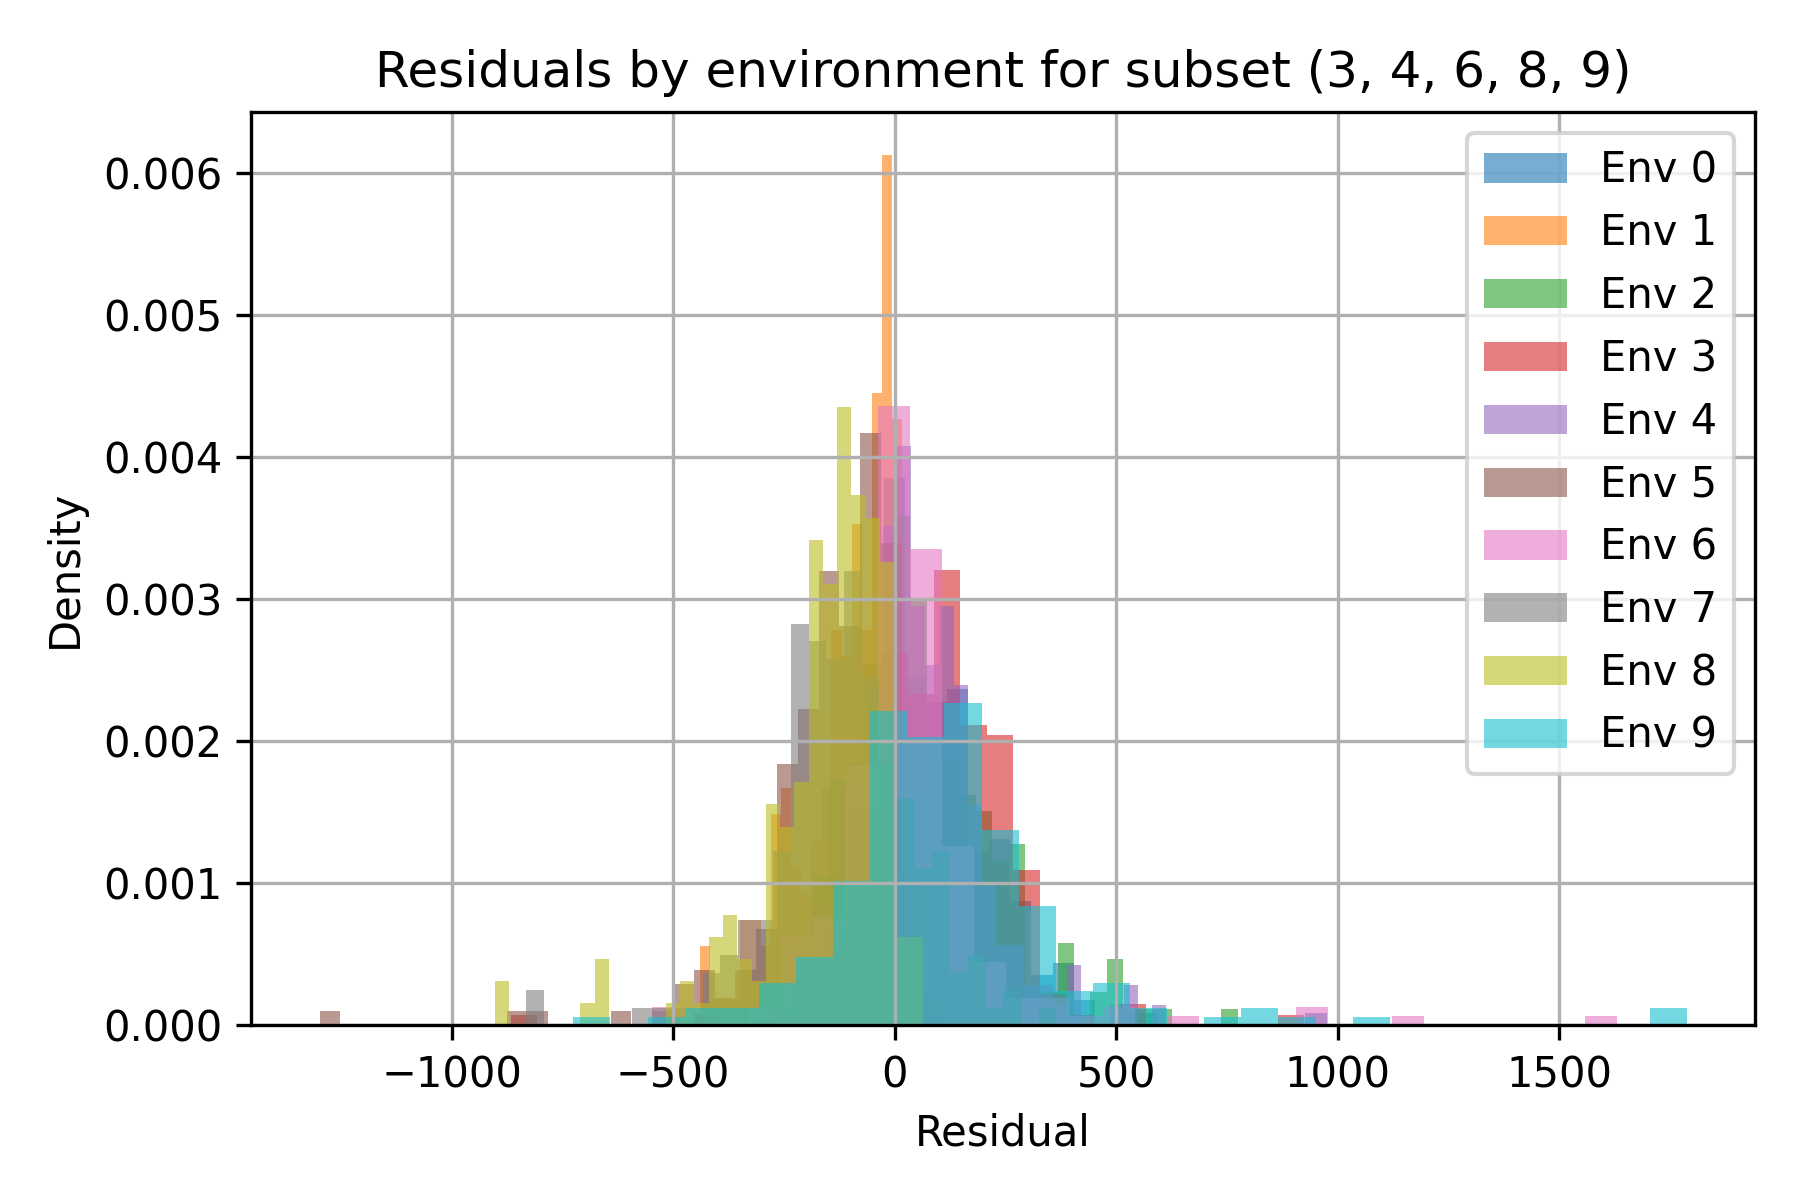 Residuals by environment for subset (3, 4, 6, 8, 9)
0.006
0.005
0.004
0.003
0.002
0.001
0.000
Density
−1000
−500
0
500
1000
1500
Residual
Env 0
Env 1
Env 2
Env 3
Env 4
Env 5
Env 6
Env 7
Env 8
Env 9